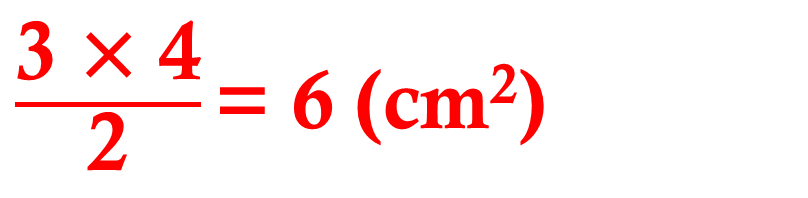 3 × 4
2
= 6 (cm²)